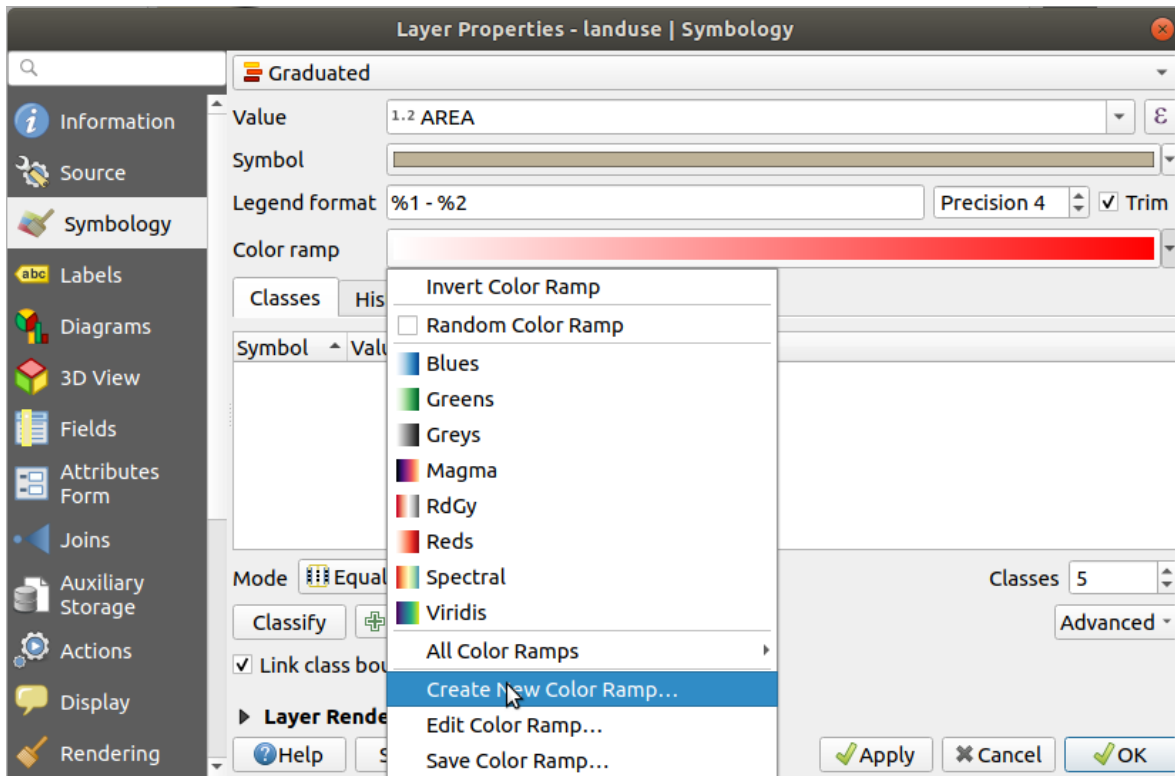 Layer Properties - landuse | Symbology
Graduated
Information
Source
Symbology
abc Labels
Diagrams
3D View
Fields
Attributes
Form
Joins
Auxiliary
Storage
Actions
Display
Rendering
Value 1.2 AREA ε
Symbol
Legend format %1 - %2 Precision 4 Trim
Color ramp
Classes His
Symbol Valu
Invert Color Ramp
Random Color Ramp
Blues
Greens
Greys
Magma
RdGy
Reds
Spectral
Viridis
All Color Ramps
Create New Color Ramp...
Edit Color Ramp...
Save Color Ramp...
Mode Equal Classes 5
Classify Advanced
Link class bou
Layer Rende
Help S Apply Cancel OK